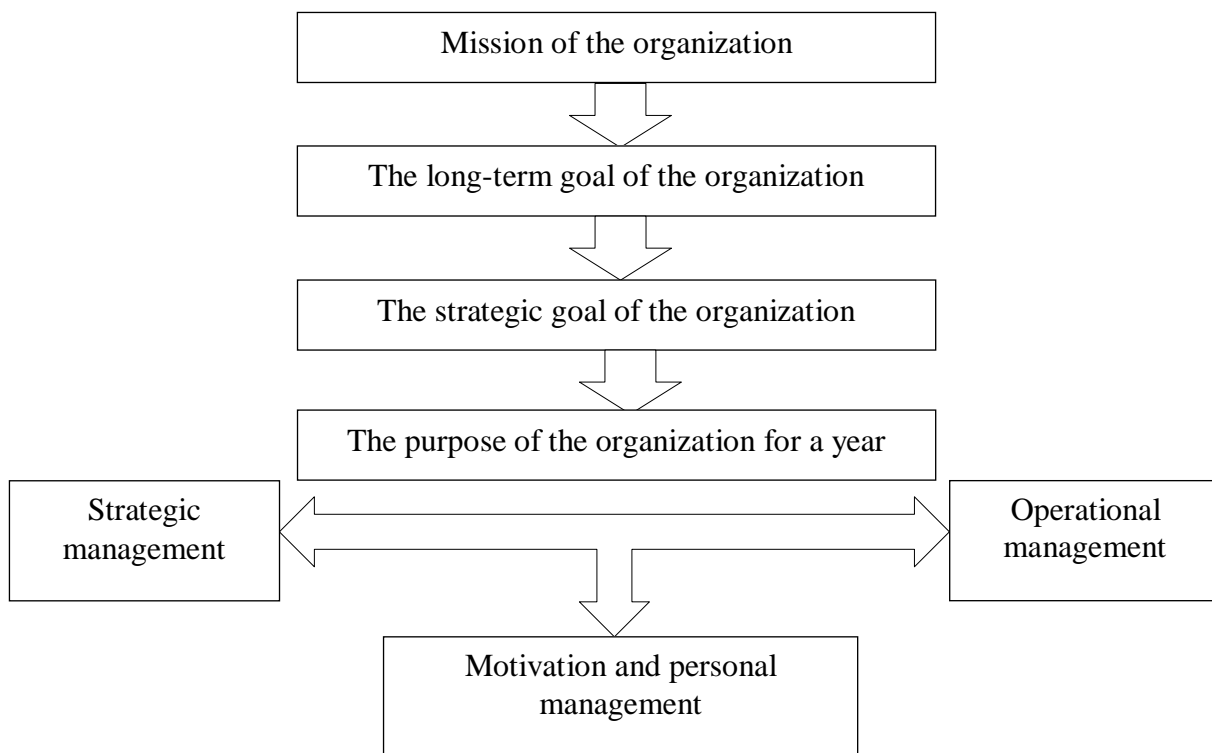 Mission of the organization
The long-term goal of the organization
The strategic goal of the organization
The purpose of the organization for a year
Strategic
management
Operational
management
Motivation and personal
management